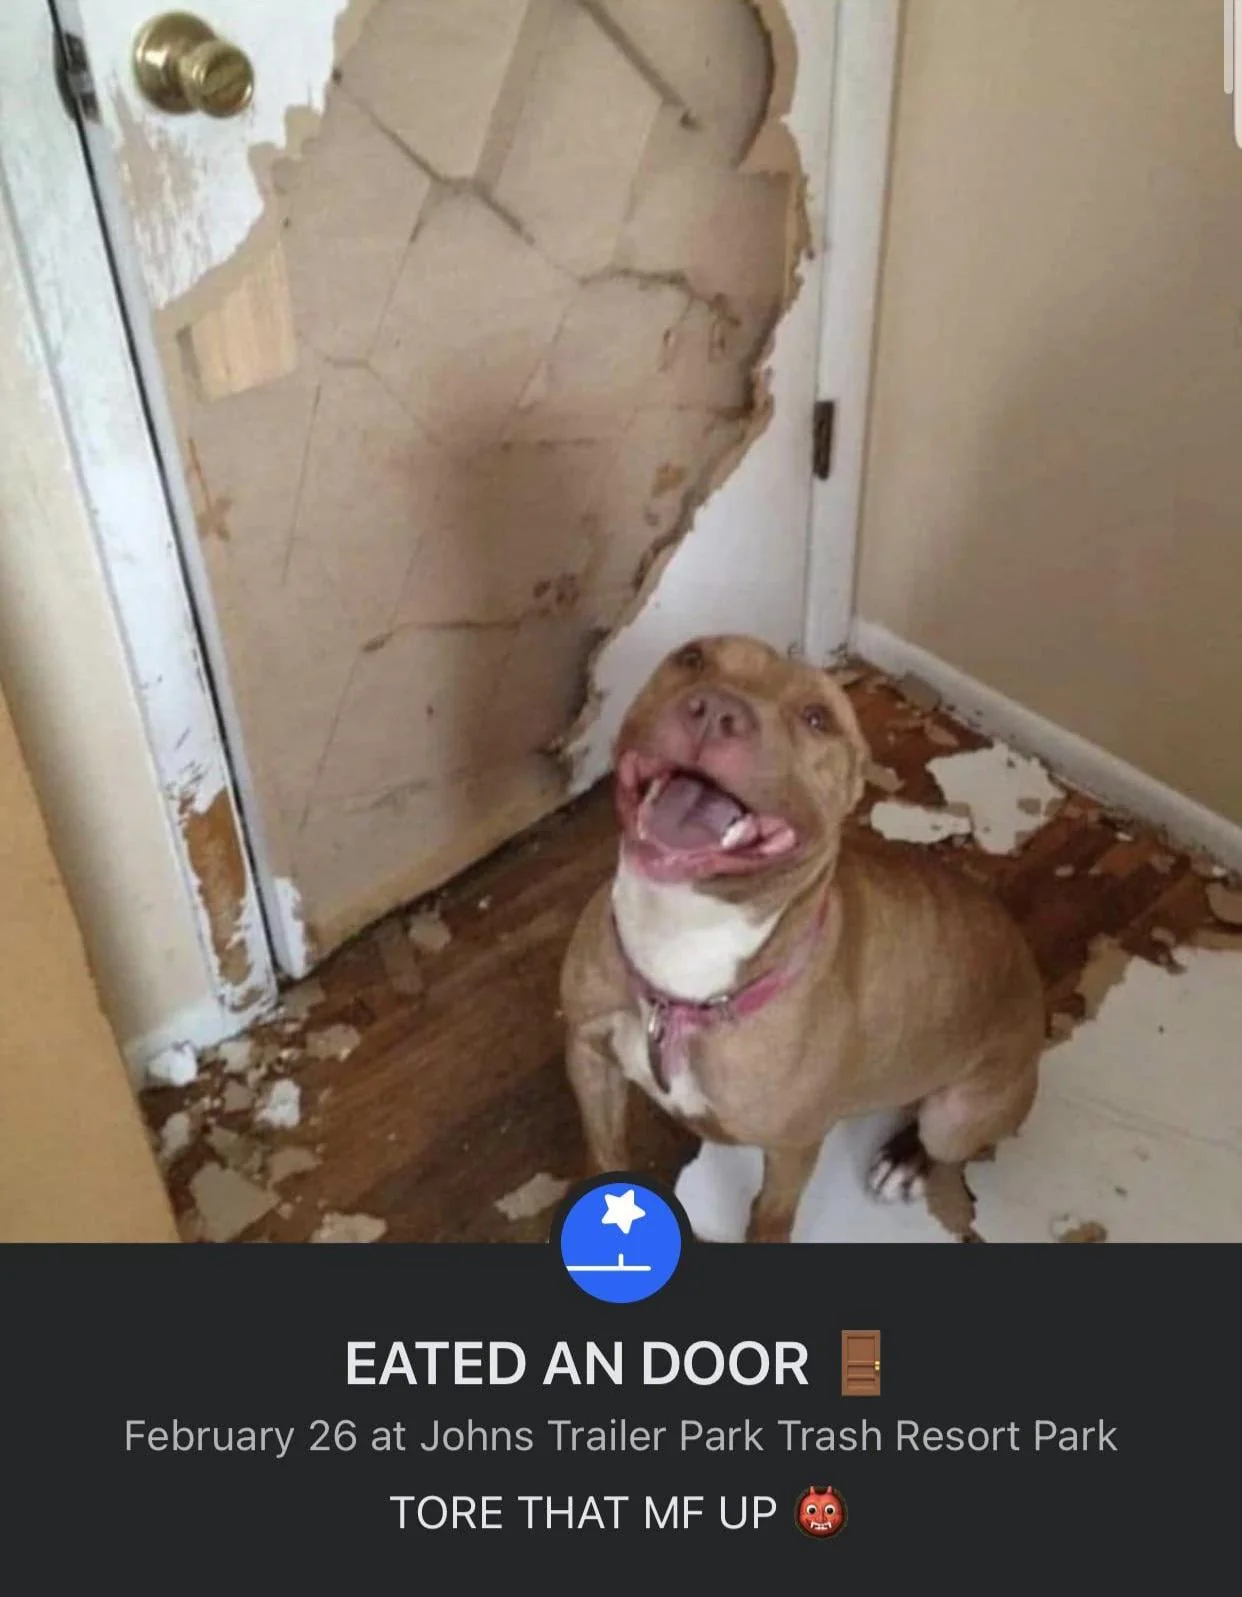 EATED AN DOOR 🚪
February 26 at Johns Trailer Park Trash Resort Park
TORE THAT MF UP 👹